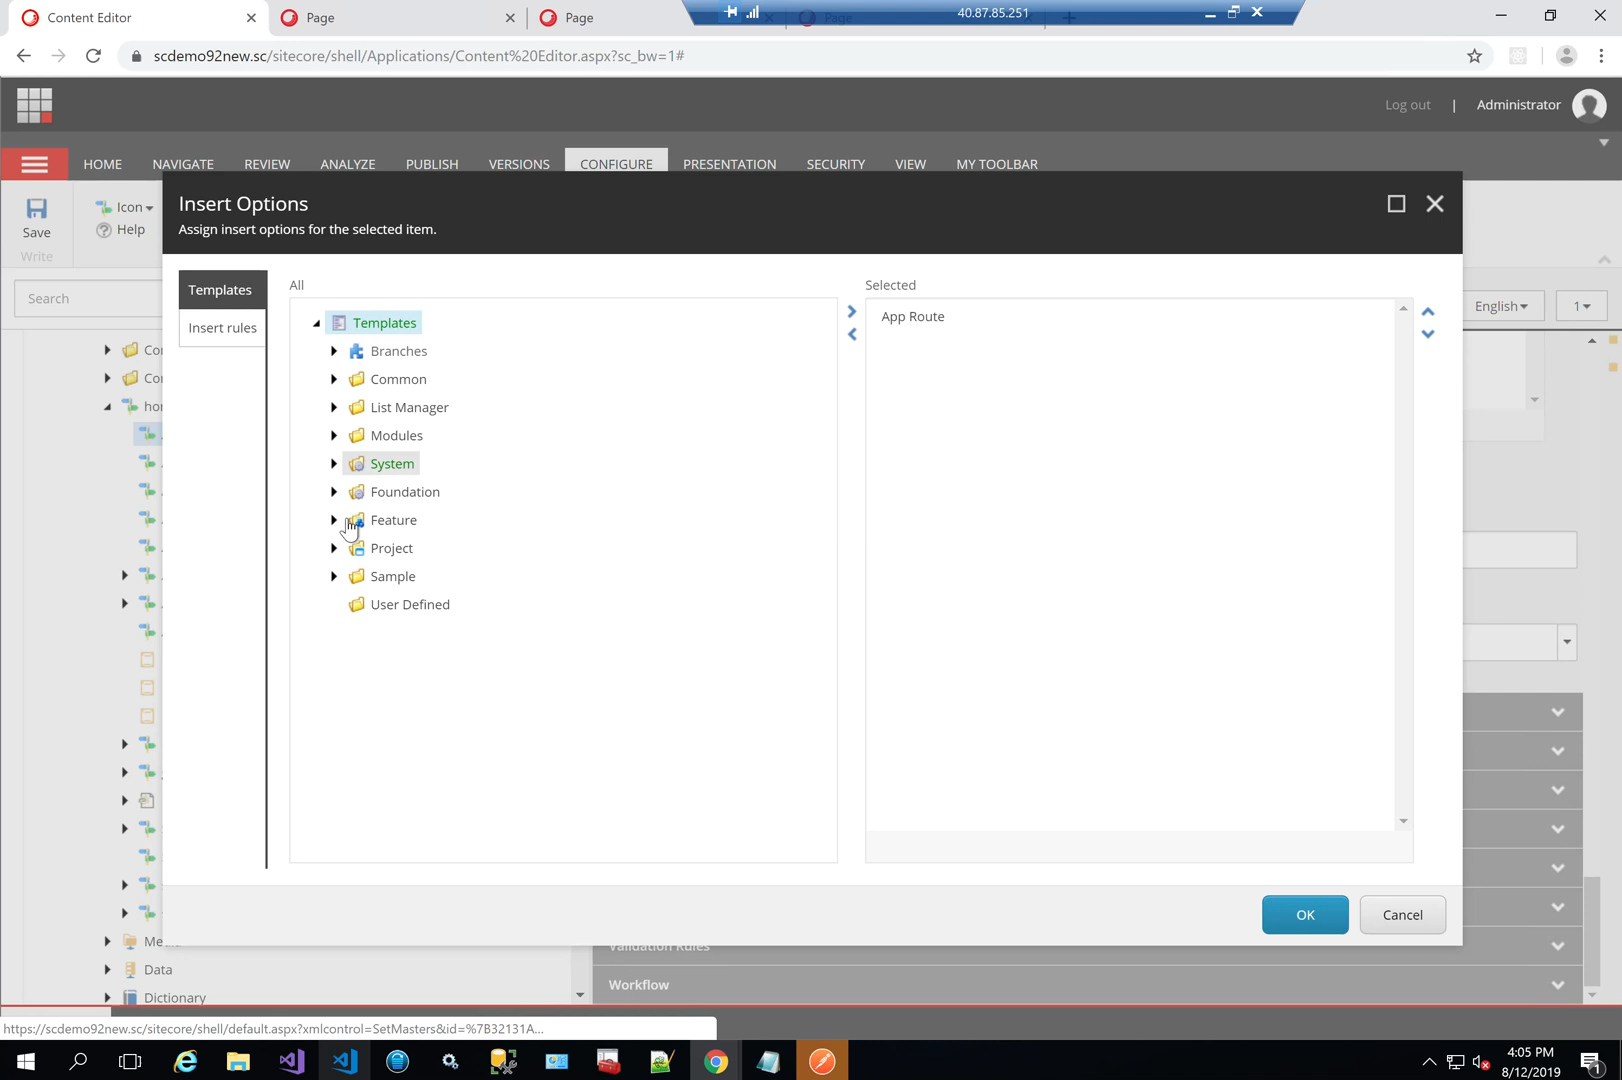 Content Editor
Page
Page
Page
40.87.85.251
scdemo92new.sc/sitecore/shell/Applications/Content%20Editor.aspx?sc_bw=1#
Log out | Administrator
HOME NAVIGATE REVIEW ANALYZE PUBLISH VERSIONS CONFIGURE PRESENTATION SECURITY VIEW MY TOOLBAR
Save
Write
Icon
Help
Insert Options
Assign insert options for the selected item.
Search
English
1
Templates
Insert rules
All
Templates
Branches
Common
List Manager
Modules
System
Foundation
Feature
Project
Sample
User Defined
Selected
App Route
OK
Cancel
Data
Dictionary
Validation Rules
Workflow
https://scdemo92new.sc/sitecore/shell/default.aspx?xmlcontrol=SetMasters&id=%7B32131A...
4:05 PM
8/12/2019
1